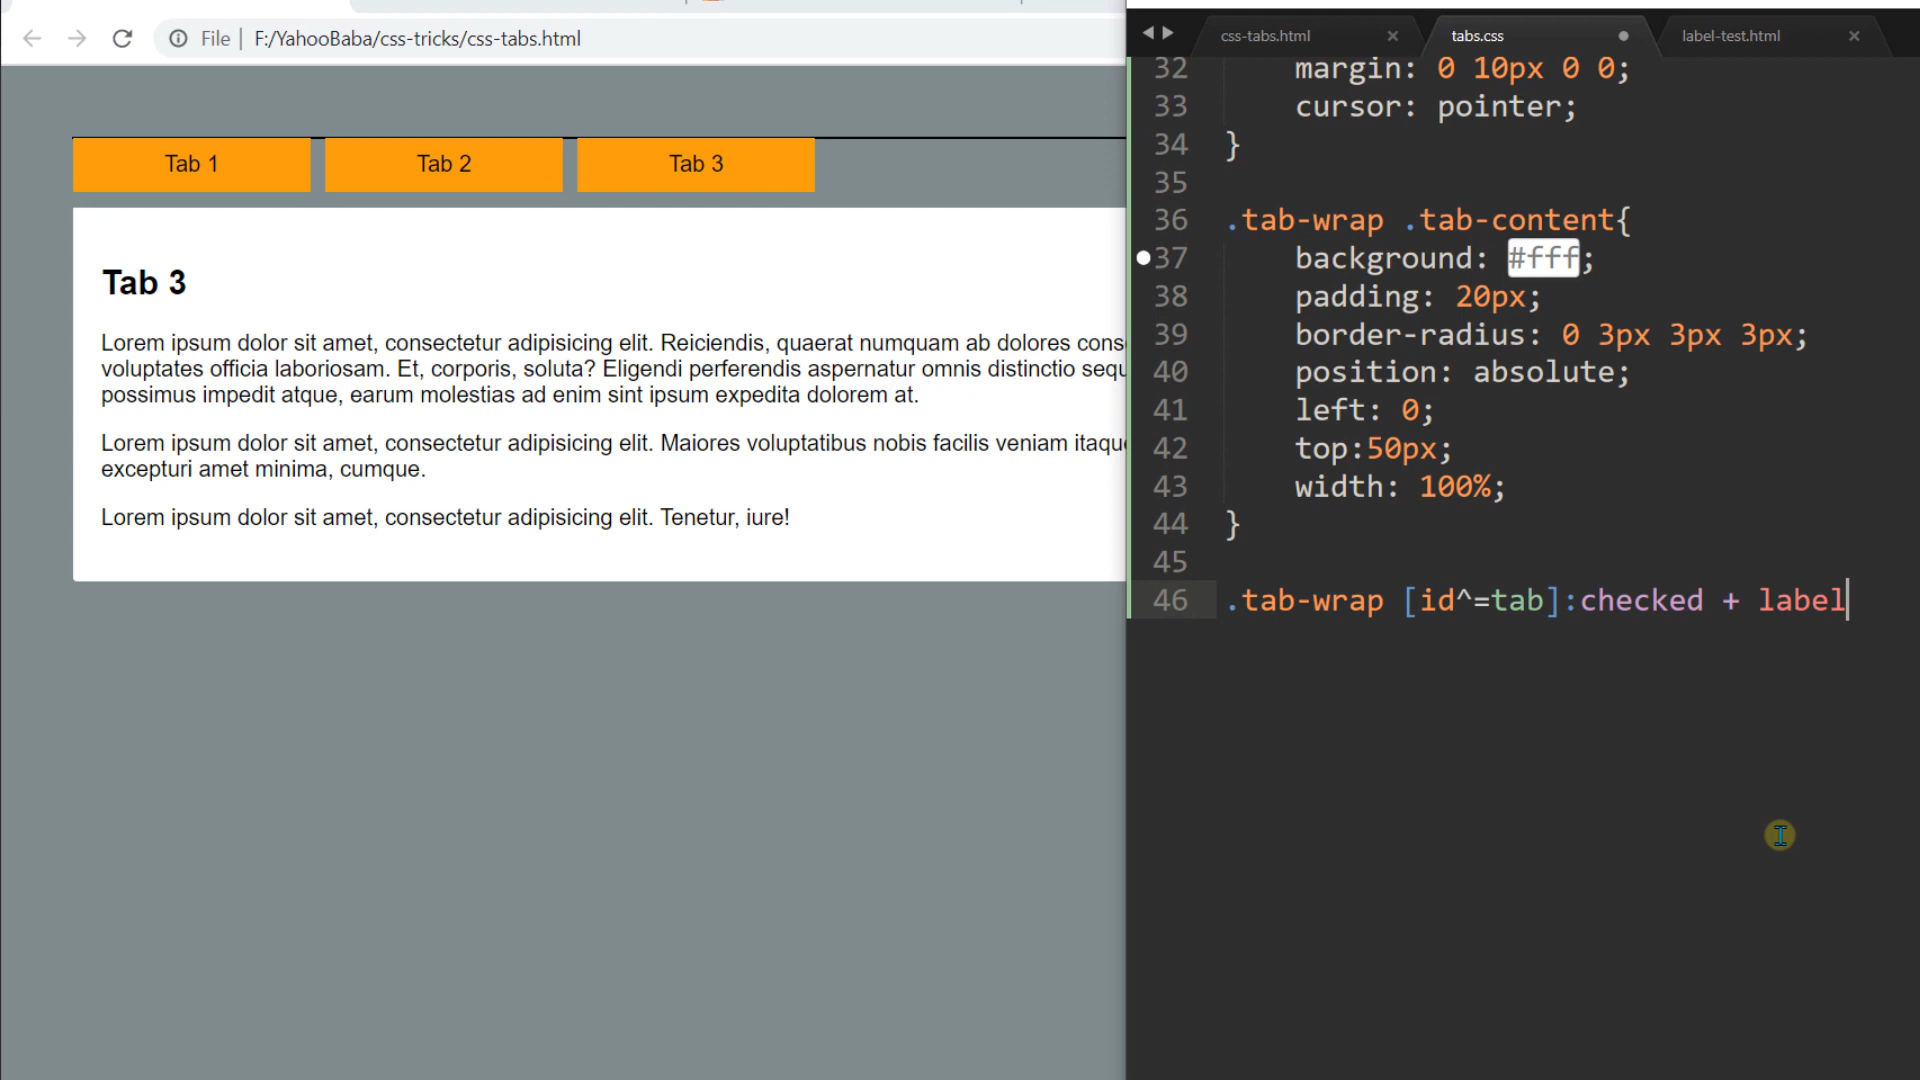 File | F:/YahooBaba/css-tricks/css-tabs.html
Tab 1 Tab 2 Tab 3
Tab 3
Lorem ipsum dolor sit amet, consectetur adipisicing elit. Reiciendis, quaerat numquam ab dolores cons
voluptates officia laboriosam. Et, corporis, soluta? Eligendi perferendis aspernatur omnis distinctio sequ
possimus impedit atque, earum molestias ad enim sint ipsum expedita dolorem at.
Lorem ipsum dolor sit amet, consectetur adipisicing elit. Maiores voluptatibus nobis facilis veniam itaque
excepturi amet minima, cumque.
Lorem ipsum dolor sit amet, consectetur adipisicing elit. Tenetur, iure!
css-tabs.html × tabs.css label-test.html ×
32 margin: 0 10px 0 0;
33 cursor: pointer;
34 }
35
36 .tab-wrap .tab-content{
37 background: #fff;
38 padding: 20px;
39 border-radius: 0 3px 3px 3px;
40 position: absolute;
41 left: 0;
42 top:50px;
43 width: 100%;
44 }
45
46 .tab-wrap [id^=tab]:checked + label